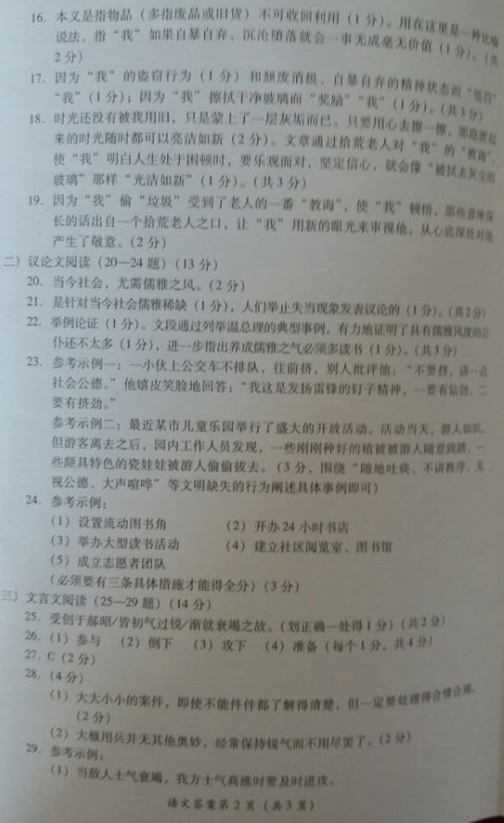 16. 本义是指物品（多指废品或旧货）不可收回利用（1分）。用在这里是一种比喻
说法，指“我”如果自暴自弃、沉沦堕落就会一事无成毫无价值（1分）。（共
2分）
17. 因为“我”的盗窃行为（1分）和颓废消极、自暴自弃的精神状态而“惩罚”
“我”（1分）；因为“我”擦拭干净玻璃而“奖励”“我”（1分）。（共3分）
18. 时光还没有被我用旧，只是蒙上了一层灰垢而已。只要用心去擦一擦，那隐匿起
来的时光随时都可以亮洁如新（2分）。文章通过拾荒老人对“我”的“教诲”
使“我”明白人生处于困顿时，要乐观面对，坚定信心，就会像“被拭去灰尘的
玻璃”那样“光洁如新”（1分）。（共3分）
19. 因为“我”偷“垃圾”受到了老人的一番“教诲”，使“我”顿悟，那些意味深
长的话出自一个拾荒老人之口，让“我”用新的眼光来审视他，从心底深处对他
产生了敬意。（2分）
二）议论文阅读（20—24题）（13分）
20. 当今社会，尤需儒雅之风。（2分）
21. 是针对当今社会儒雅稀缺（1分），人们举止失当现象发表议论的（1分）。（共2分）
22. 举例论证（1分）。文段通过列举温总理的典型事例，有力地证明了具有儒雅风度的公
仆还不太多（1分），进一步指出养成儒雅之气必须多读书（1分）。（共3分）
23. 参考示例一：一小伙上公交车不排队，往前挤，别人批评他：“不要挤，讲一点
社会公德。”他嬉皮笑脸地回答：“我这是发扬雷锋的钉子精神，一要有钻劲，二
要有挤劲。”
参考示例二：最近某市儿童乐园举行了盛大的开放活动。活动当天，游人如织，
但游客离去之后，园内工作人员发现，一些刚刚种好的植被被游人随意践踏，一
些颇具特色的瓷娃娃被游人偷偷拔去。（3分，围绕“随地吐痰、不讲秩序、无
视公德、大声喧哗”等文明缺失的行为阐述具体事例即可）
24. 参考示例：
（1）设置流动图书角 （2）开办24小时书店
（3）举办大型读书活动 （4）建立社区阅览室、图书馆
（5）成立志愿者团队
（必须要有三条具体措施才能得全分）（3分）
三）文言文阅读（25—29题）（14分）
25. 受创于郝昭/皆初气过锐/渐就衰竭之故。（划正确一处得1分）（共2分）
26.（1）参与 （2）倒下 （3）攻下 （4）准备（每个1分，共4分）
27. C（2分）
28.（4分）
（1）大大小小的案件，即使不能件件都了解得清楚，但一定要处理得合情合理。
（2分）
（2）大概用兵并无其他奥妙，经常保持锐气而不用尽罢了。（2分）
29. 参考示例：
（1）当敌人士气衰竭，我方士气高涨时要及时进攻。
语文答案第2页（共3页）